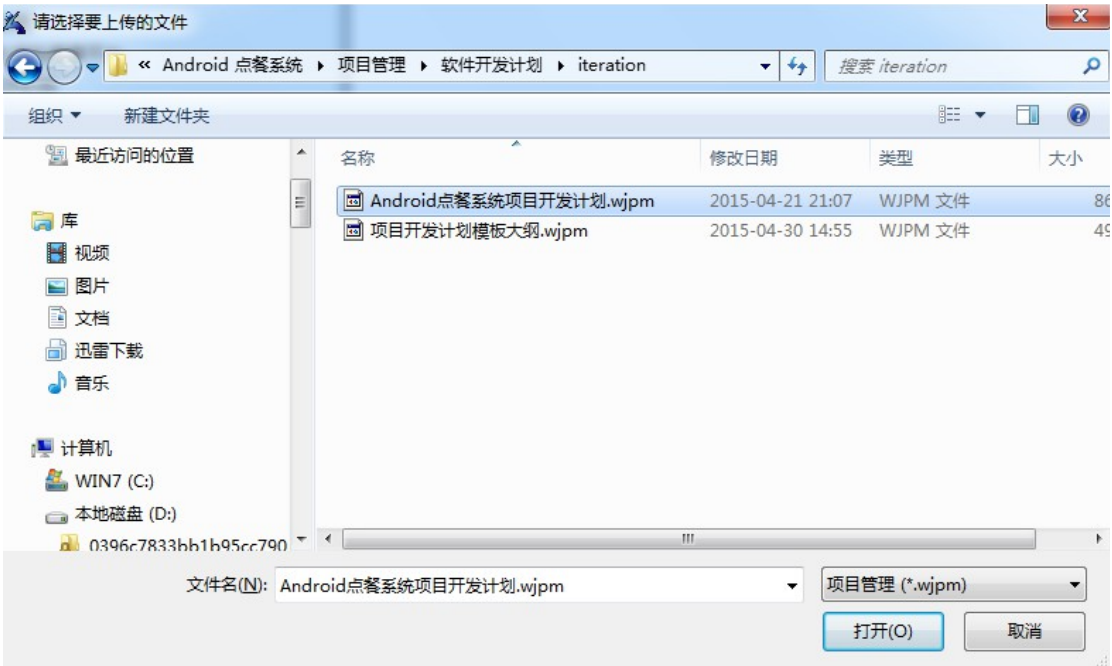 请选择要上传的文件
« Android 点餐系统 ▸ 项目管理 ▸ 软件开发计划 ▸ iteration
搜索 iteration
组织 新建文件夹
最近访问的位置
库
视频
图片
文档
迅雷下载
音乐
计算机
WIN7 (C:)
本地磁盘 (D:)
0396c7833bb1b95cc790
名称 修改日期 类型 大小
Android点餐系统项目开发计划.wjpm 2015-04-21 21:07 WJPM 文件 86
项目开发计划模板大纲.wjpm 2015-04-30 14:55 WJPM 文件 49
文件名(N): Android点餐系统项目开发计划.wjpm 项目管理 (*.wjpm)
打开(O) 取消